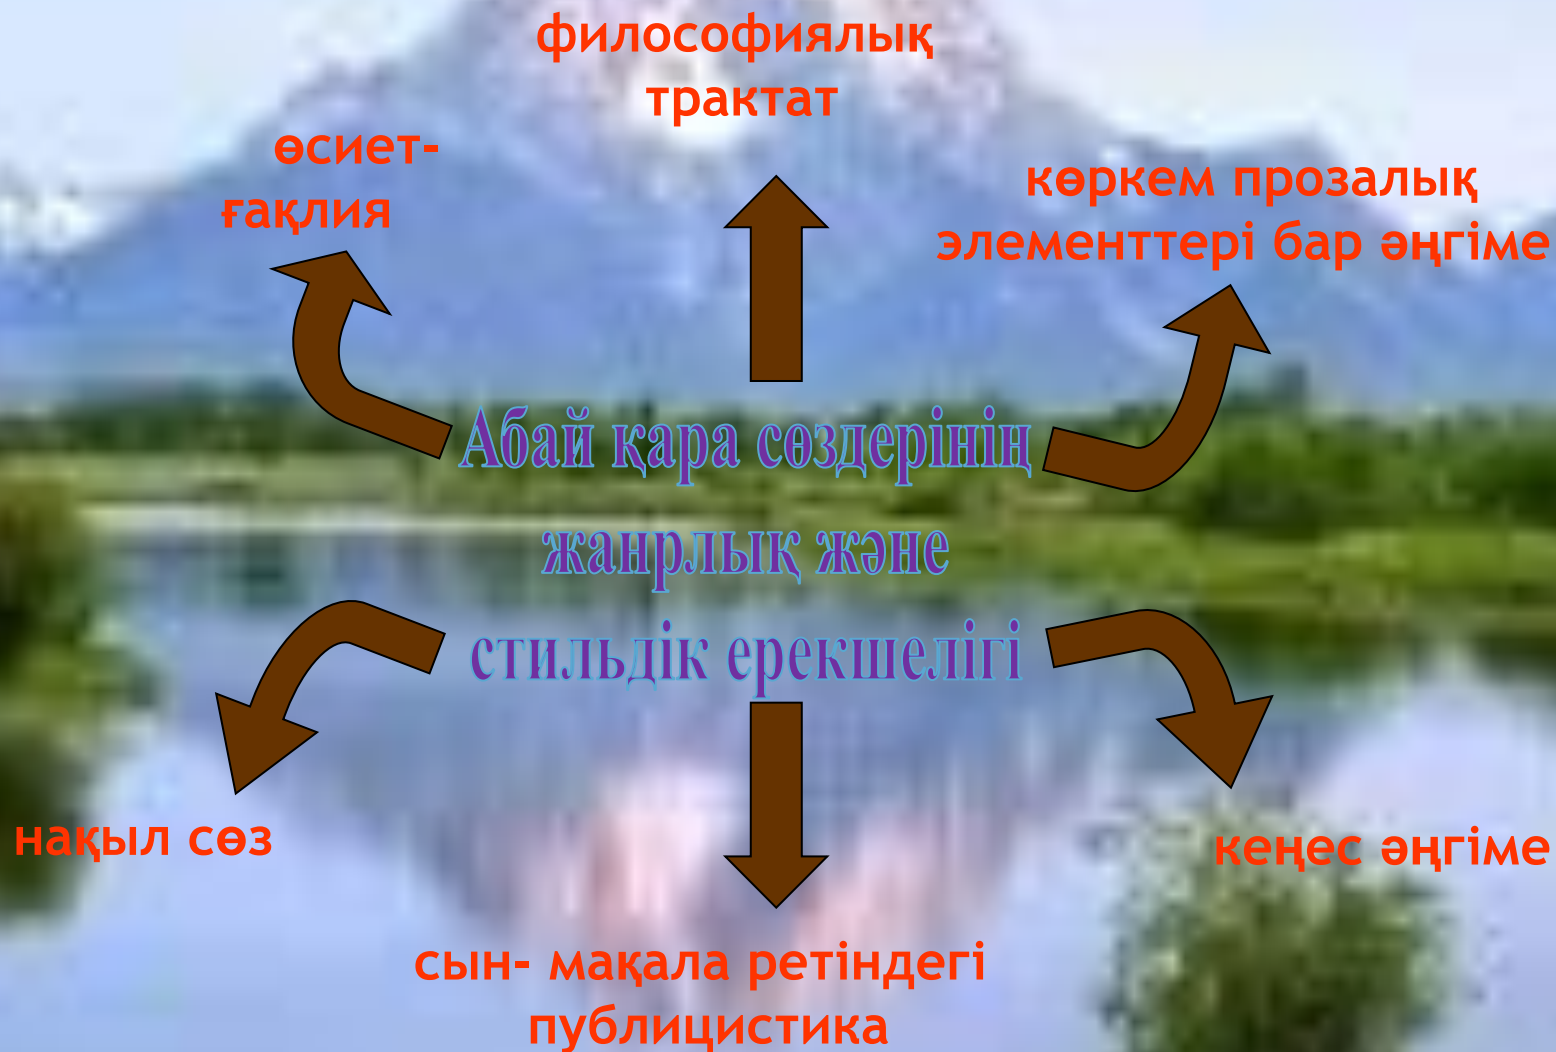 философиялық
трактат
өсиет-
ғақлия
көркем прозалық
элементтері бар әңгіме
Абай қара сөздерінің
жанрлық және
стильдік ерекшелігі
нақыл сөз
кеңес әңгіме
сын- мақала ретіндегі
публицистика